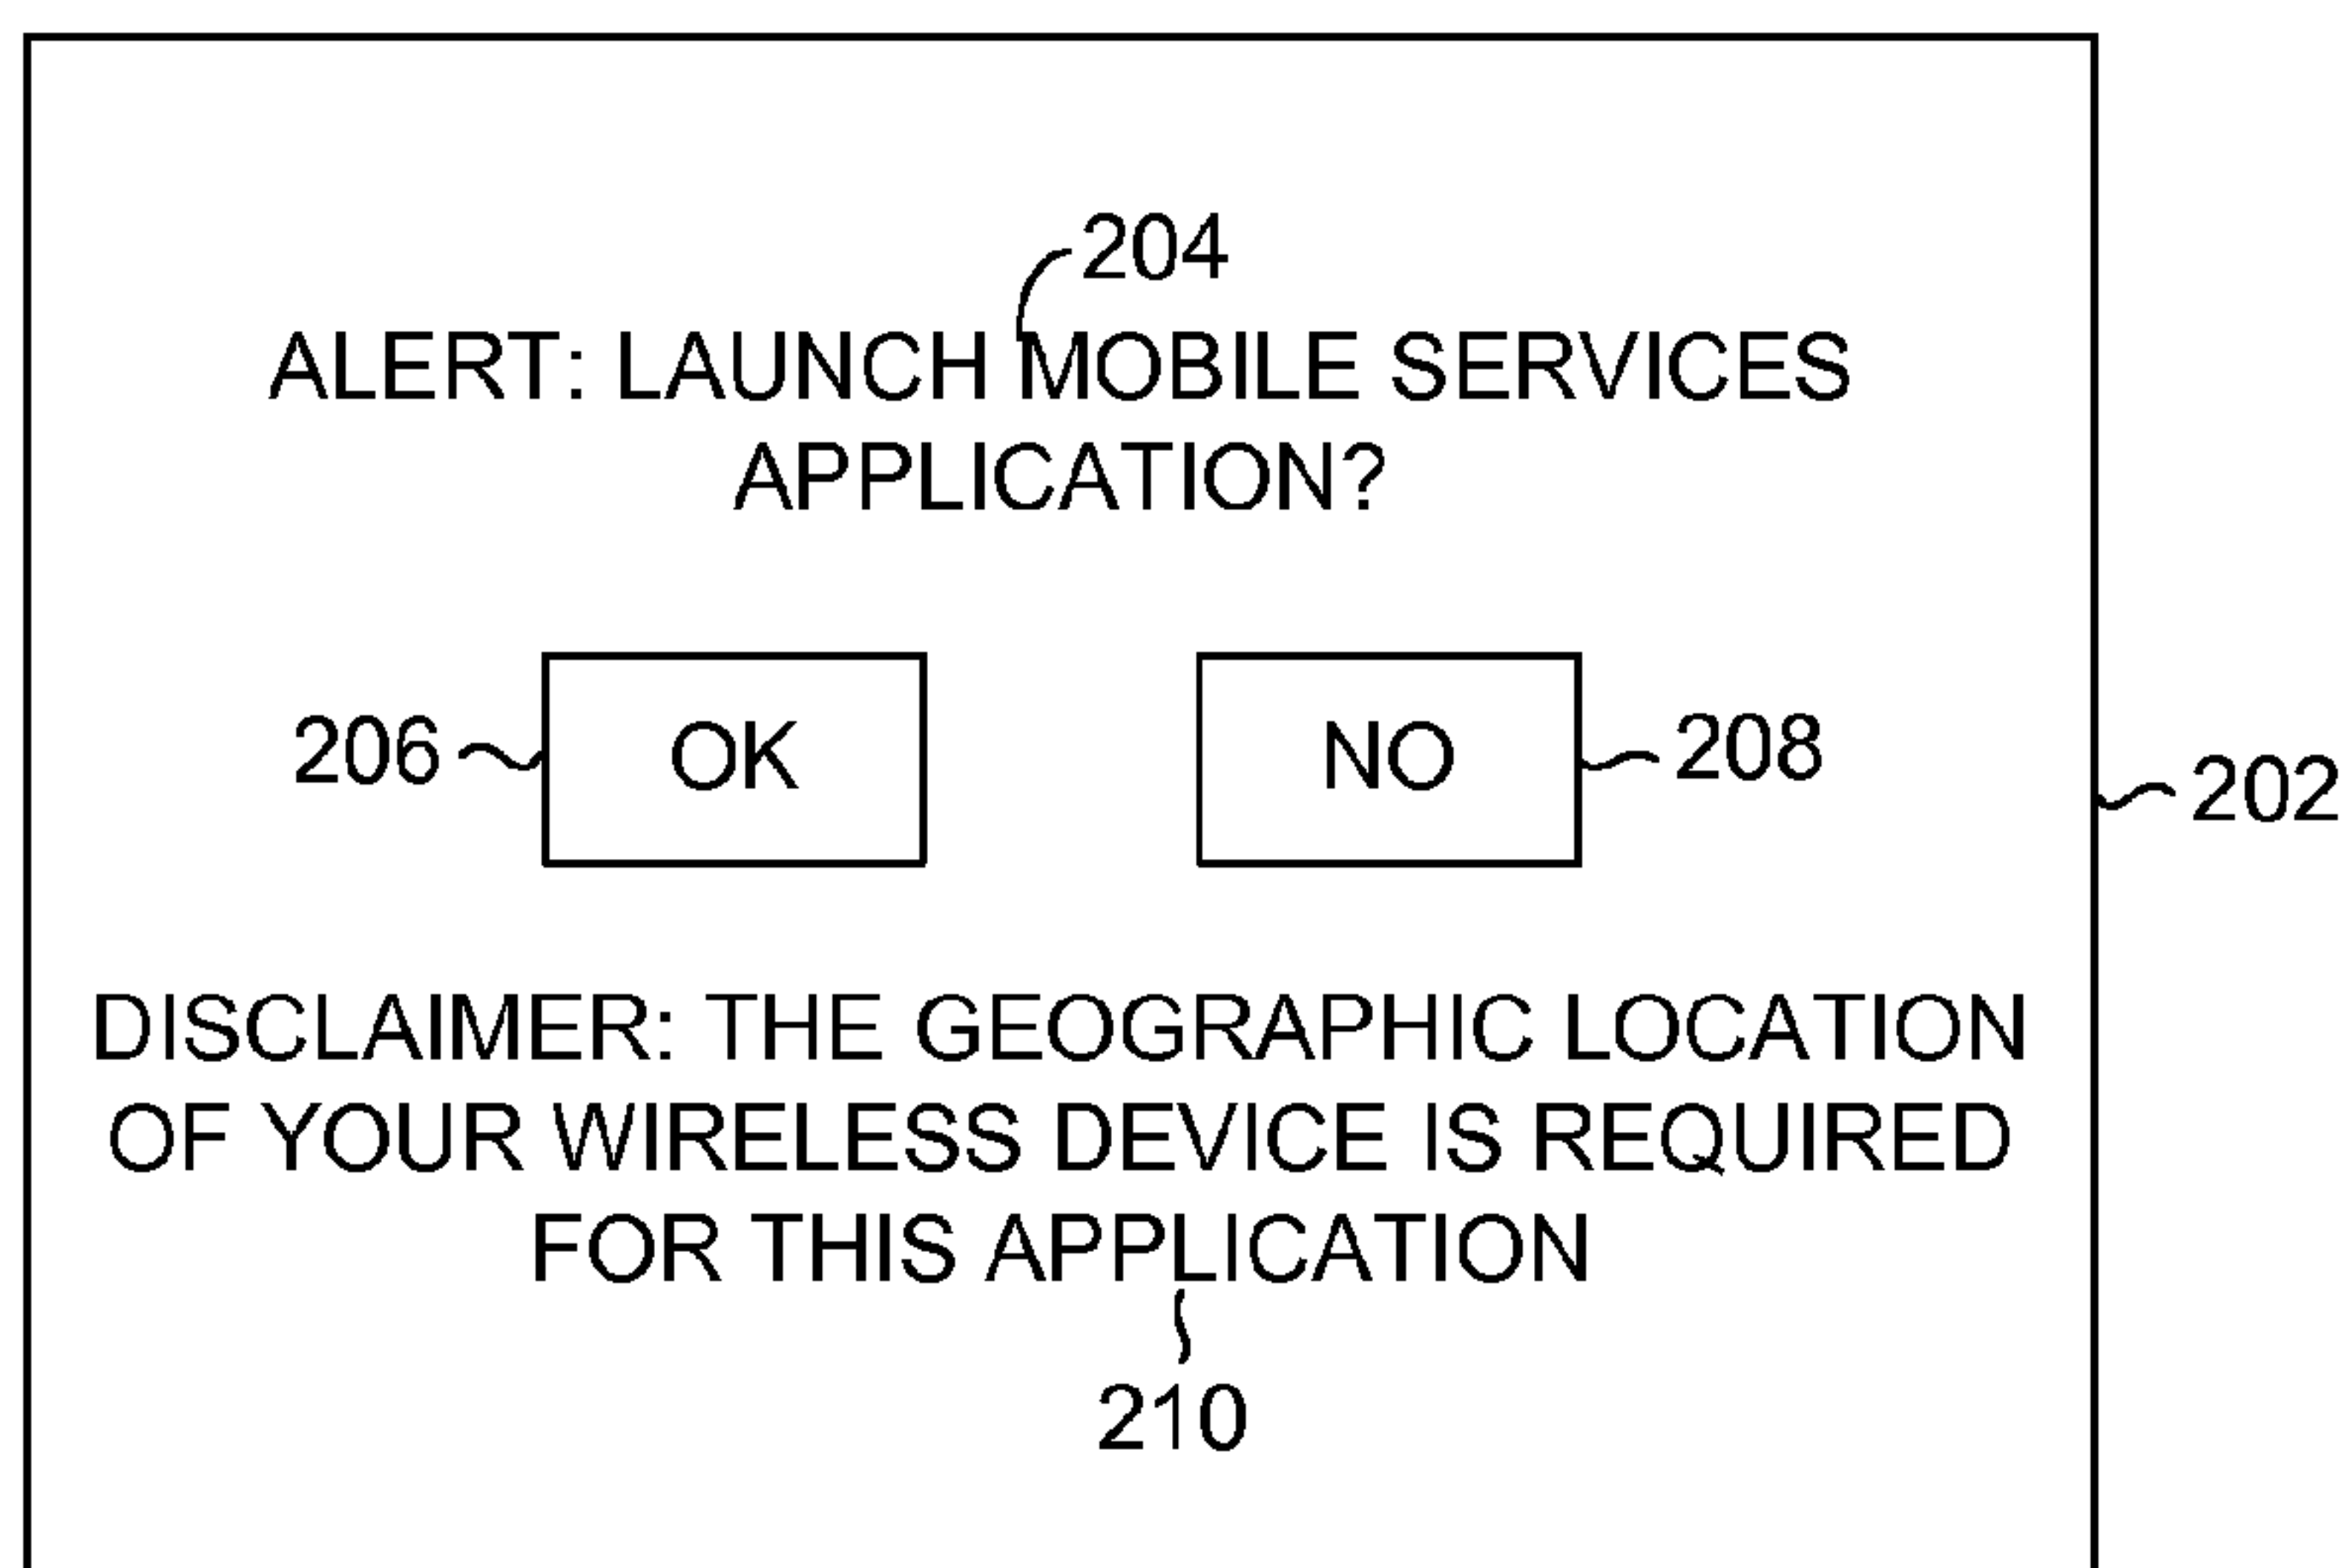 204
ALERT: LAUNCH MOBILE SERVICES
APPLICATION?
206 OK NO 208
202
DISCLAIMER: THE GEOGRAPHIC LOCATION
OF YOUR WIRELESS DEVICE IS REQUIRED
FOR THIS APPLICATION
210